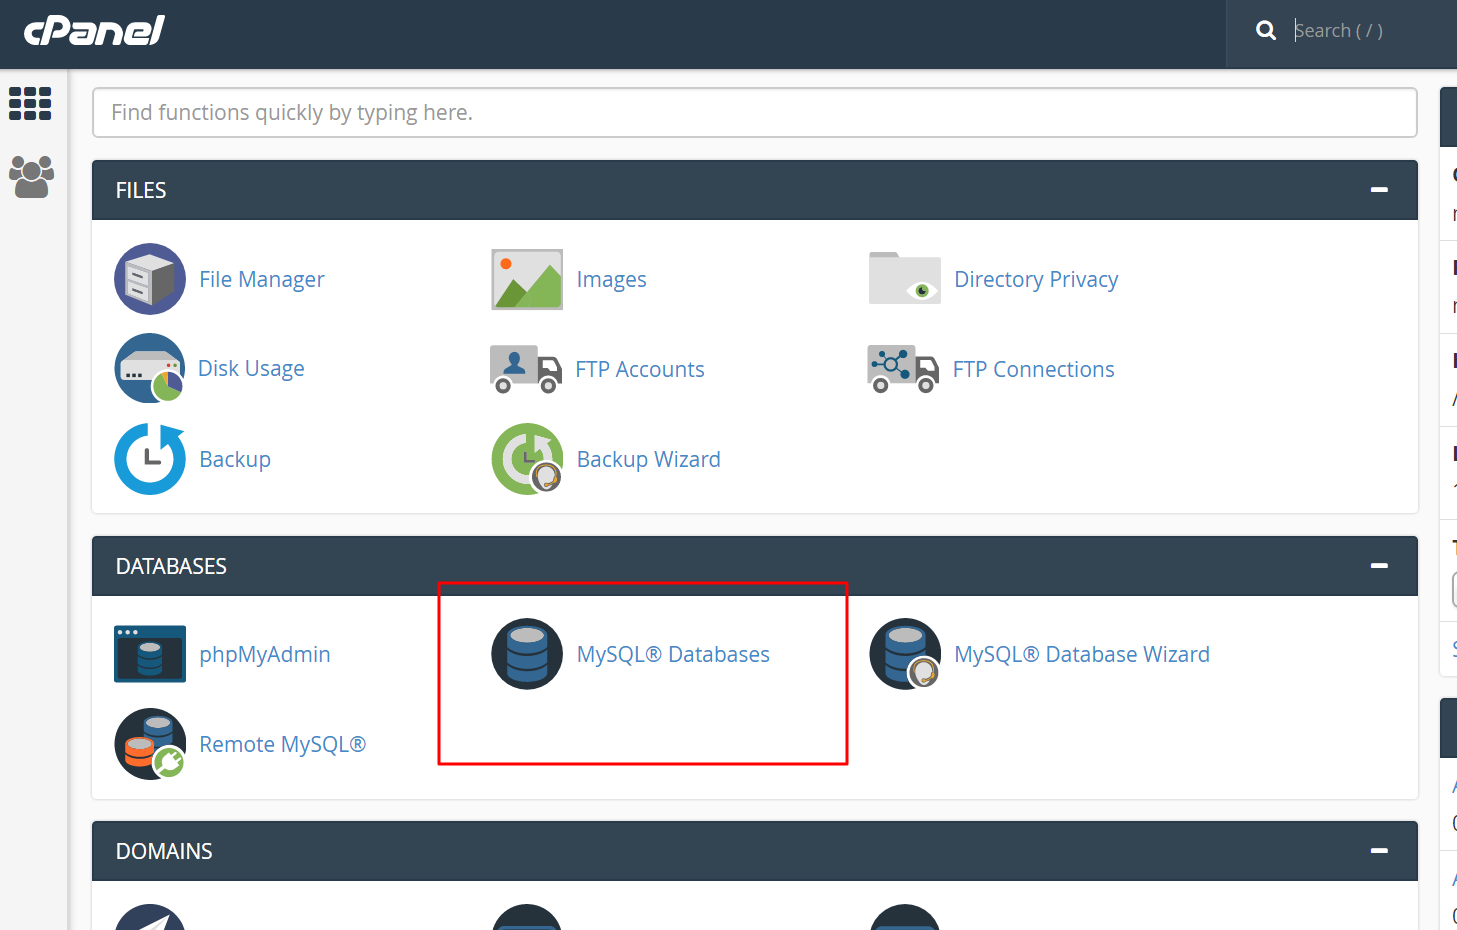 cPanel
Search ( / )
Find functions quickly by typing here.
FILES
File Manager
Images
Directory Privacy
Disk Usage
FTP Accounts
FTP Connections
Backup
Backup Wizard
DATABASES
phpMyAdmin
MySQL® Databases
MySQL® Database Wizard
Remote MySQL®
DOMAINS